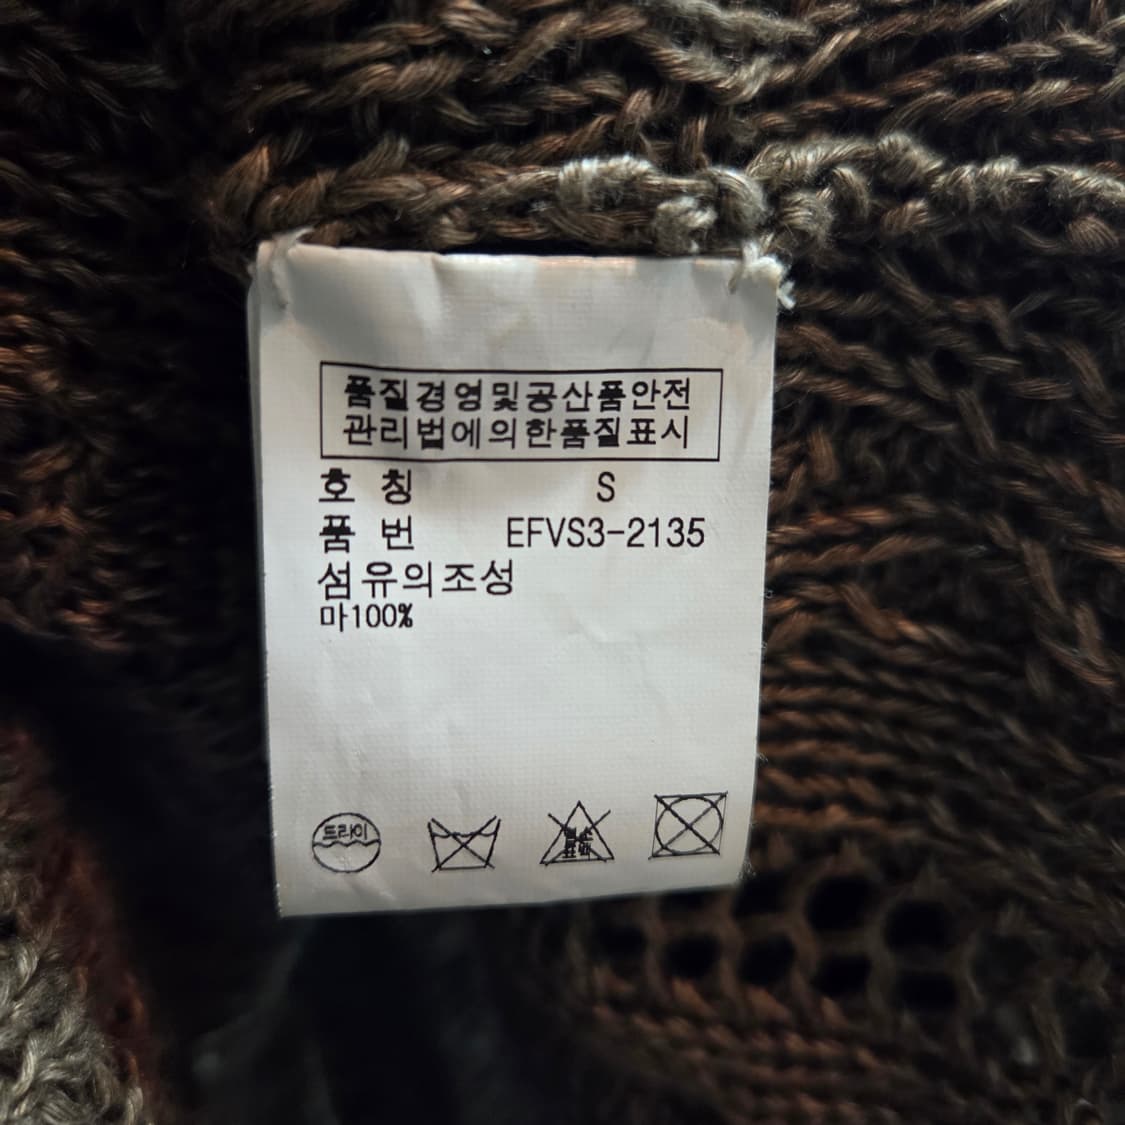 품질경영및공산품안전
관리법에의한품질표시
호 칭 S
품 번 EFVS3-2135
섬유의조성
마100%
드라이